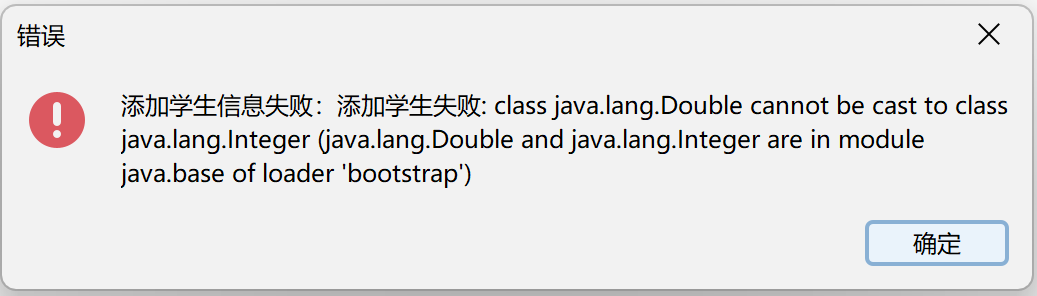 错误
添加学生信息失败：添加学生失败: class java.lang.Double cannot be cast to class
java.lang.Integer (java.lang.Double and java.lang.Integer are in module
java.base of loader 'bootstrap')
确定